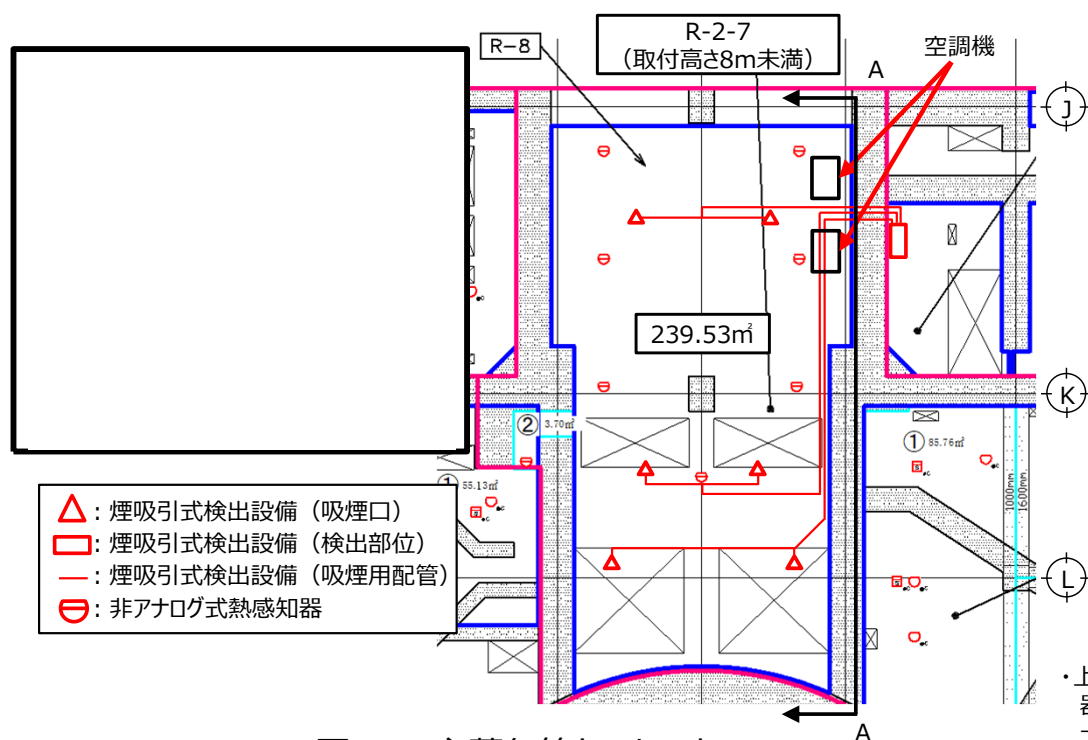 R-8
R-2-7
(取付高さ8m未満)
空調機
A
J
239.53㎡
K
② 3.70㎡
① 85.76㎡
① 55.13㎡
1000mm
1600mm
△：煙吸引式検出設備（吸煙口）
□：煙吸引式検出設備（検出部位）
―：煙吸引式検出設備（吸煙用配管）
：非アナログ式熱感知器
L
・上
器
A